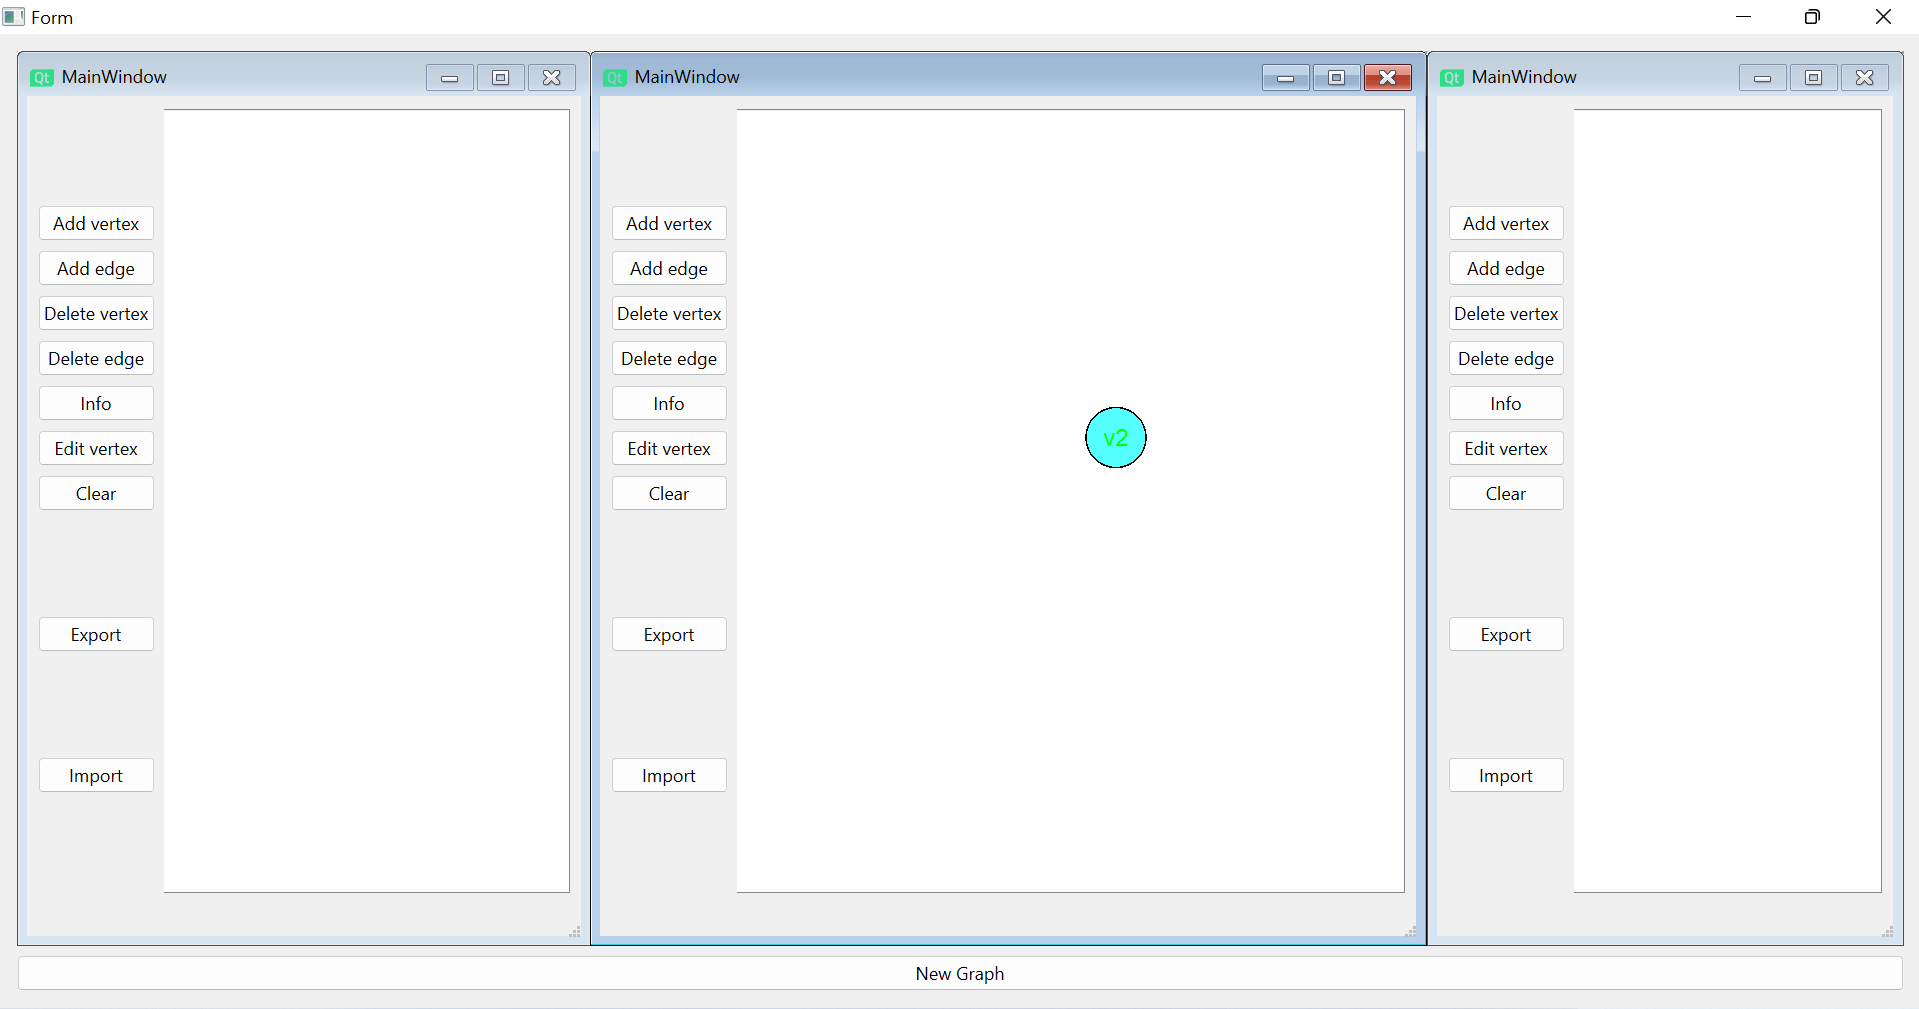 Form
Qt MainWindow
Add vertex
Add edge
Delete vertex
Delete edge
Info
Edit vertex
Clear
Export
Import
Qt MainWindow
Add vertex
Add edge
Delete vertex
Delete edge
Info
Edit vertex
Clear
Export
Import
v2
Qt MainWindow
Add vertex
Add edge
Delete vertex
Delete edge
Info
Edit vertex
Clear
Export
Import
New Graph